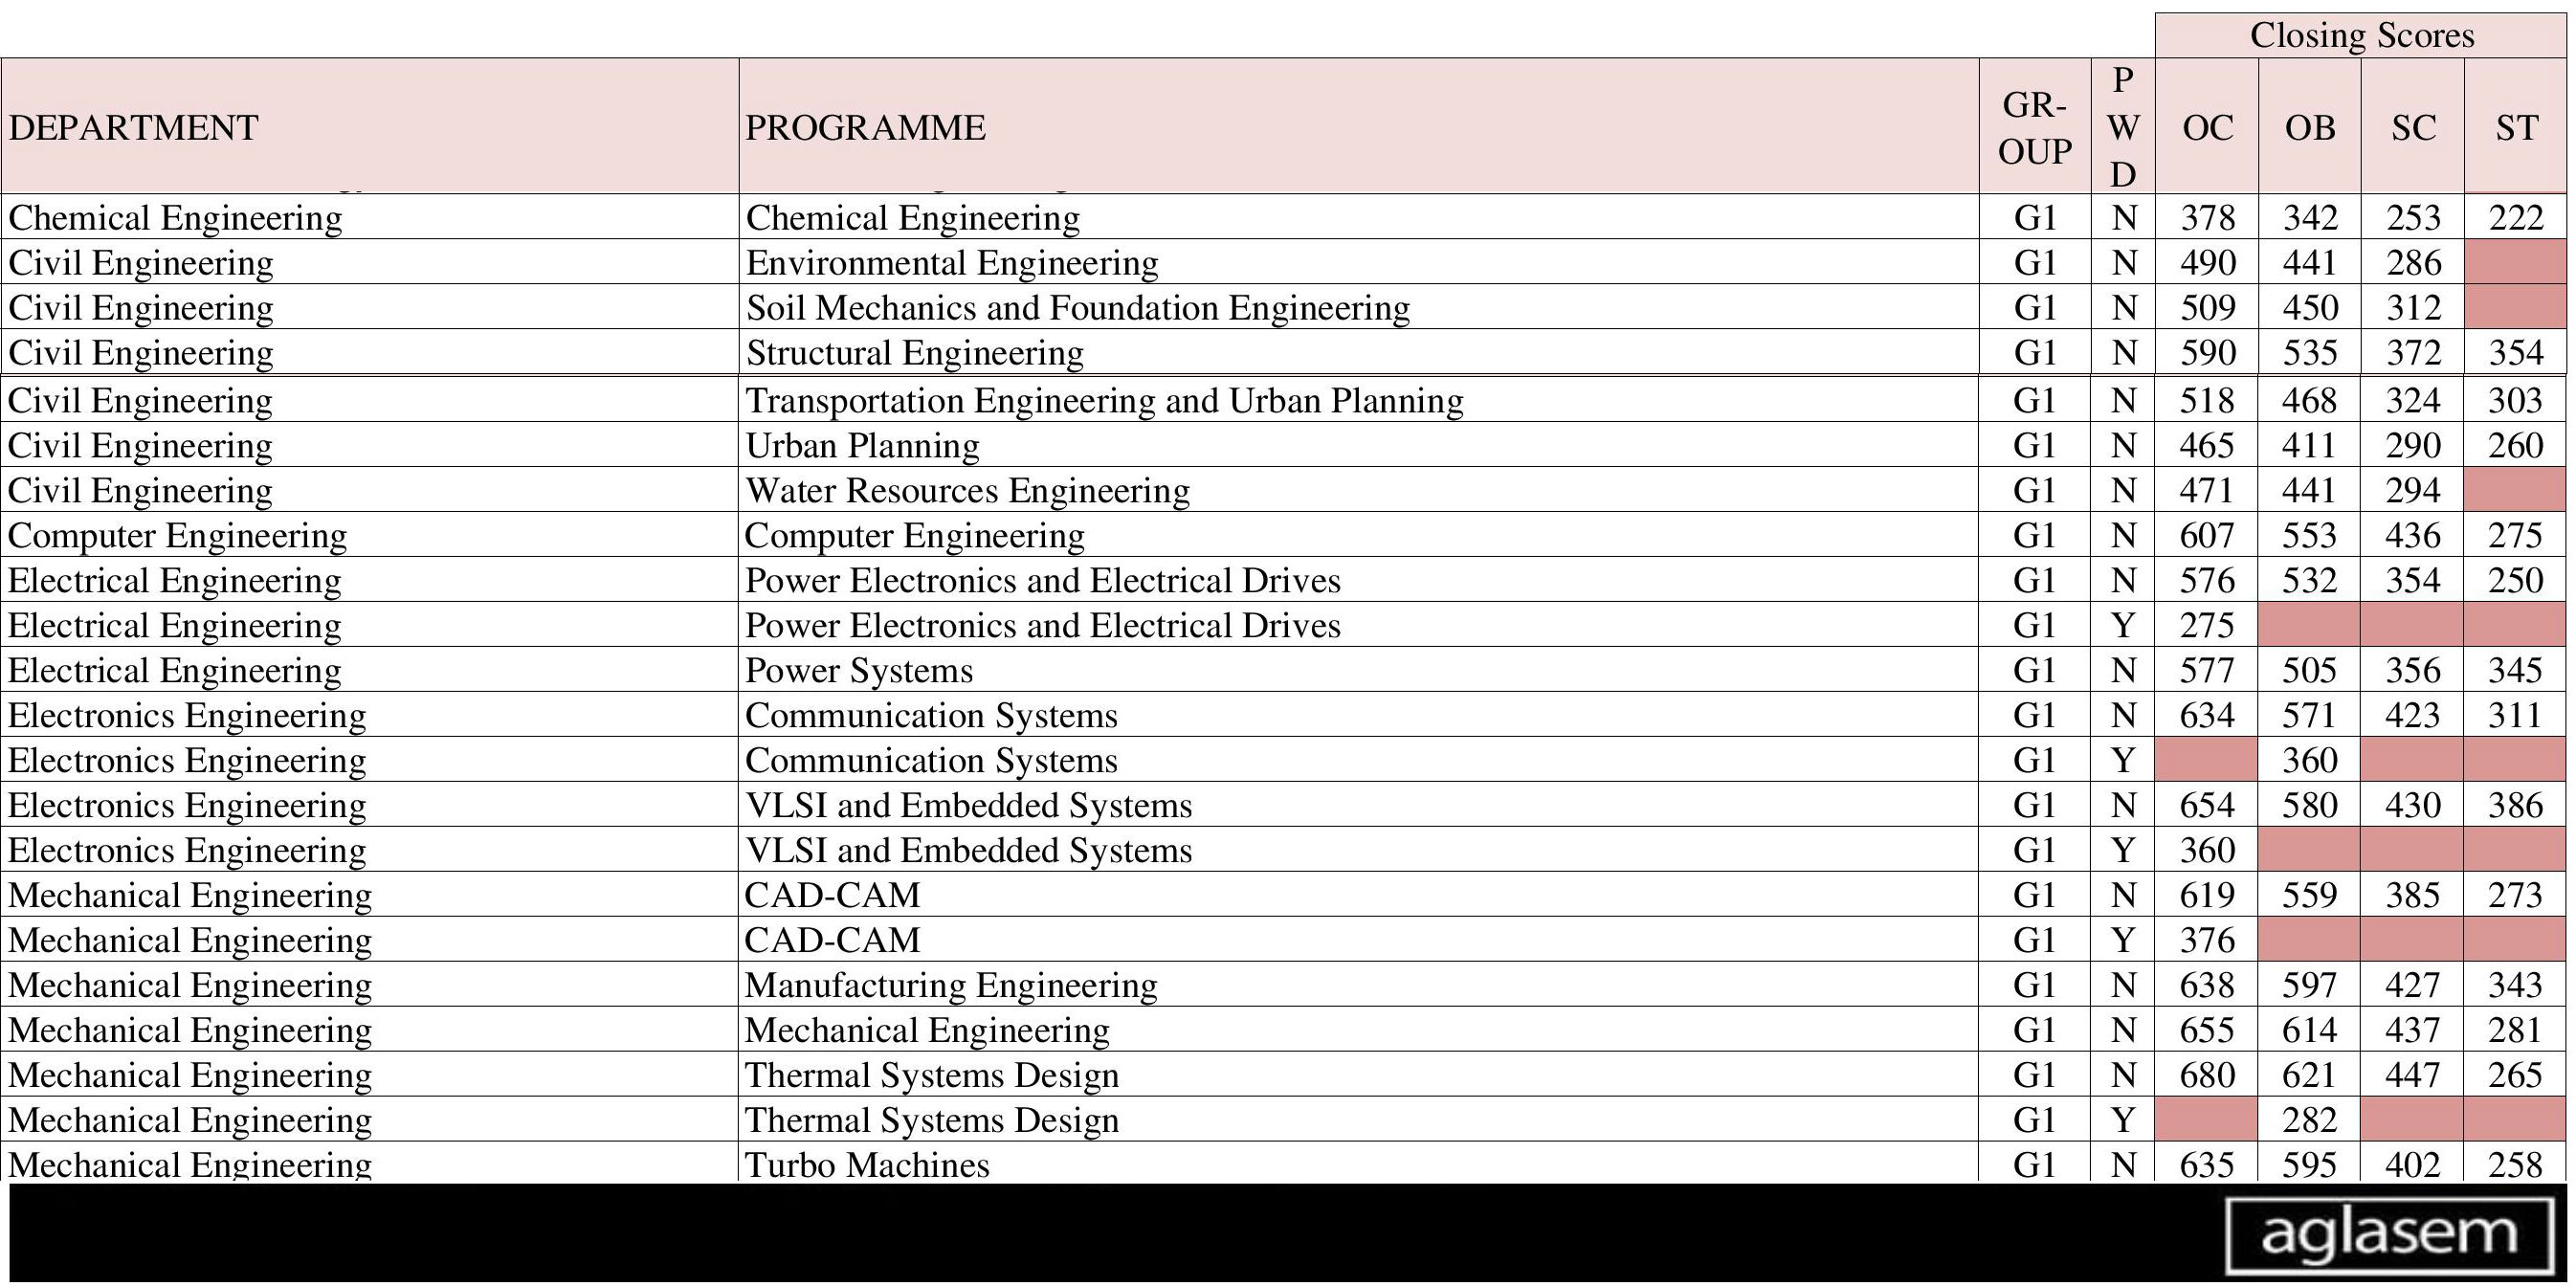 Closing Scores
DEPARTMENT PROGRAMME GR-OUP PWD OC OB SC ST
Chemical Engineering Chemical Engineering G1 N 378 342 253 222
Civil Engineering Environmental Engineering G1 N 490 441 286
Civil Engineering Soil Mechanics and Foundation Engineering G1 N 509 450 312
Civil Engineering Structural Engineering G1 N 590 535 372 354
Civil Engineering Transportation Engineering and Urban Planning G1 N 518 468 324 303
Civil Engineering Urban Planning G1 N 465 411 290 260
Civil Engineering Water Resources Engineering G1 N 471 441 294
Computer Engineering Computer Engineering G1 N 607 553 436 275
Electrical Engineering Power Electronics and Electrical Drives G1 N 576 532 354 250
Electrical Engineering Power Electronics and Electrical Drives G1 Y 275
Electrical Engineering Power Systems G1 N 577 505 356 345
Electronics Engineering Communication Systems G1 N 634 571 423 311
Electronics Engineering Communication Systems G1 Y 360
Electronics Engineering VLSI and Embedded Systems G1 N 654 580 430 386
Electronics Engineering VLSI and Embedded Systems G1 Y 360
Mechanical Engineering CAD-CAM G1 N 619 559 385 273
Mechanical Engineering CAD-CAM G1 Y 376
Mechanical Engineering Manufacturing Engineering G1 N 638 597 427 343
Mechanical Engineering Mechanical Engineering G1 N 655 614 437 281
Mechanical Engineering Thermal Systems Design G1 N 680 621 447 265
Mechanical Engineering Thermal Systems Design G1 Y 282
Mechanical Engineering Turbo Machines G1 N 635 595 402 258
aglasem